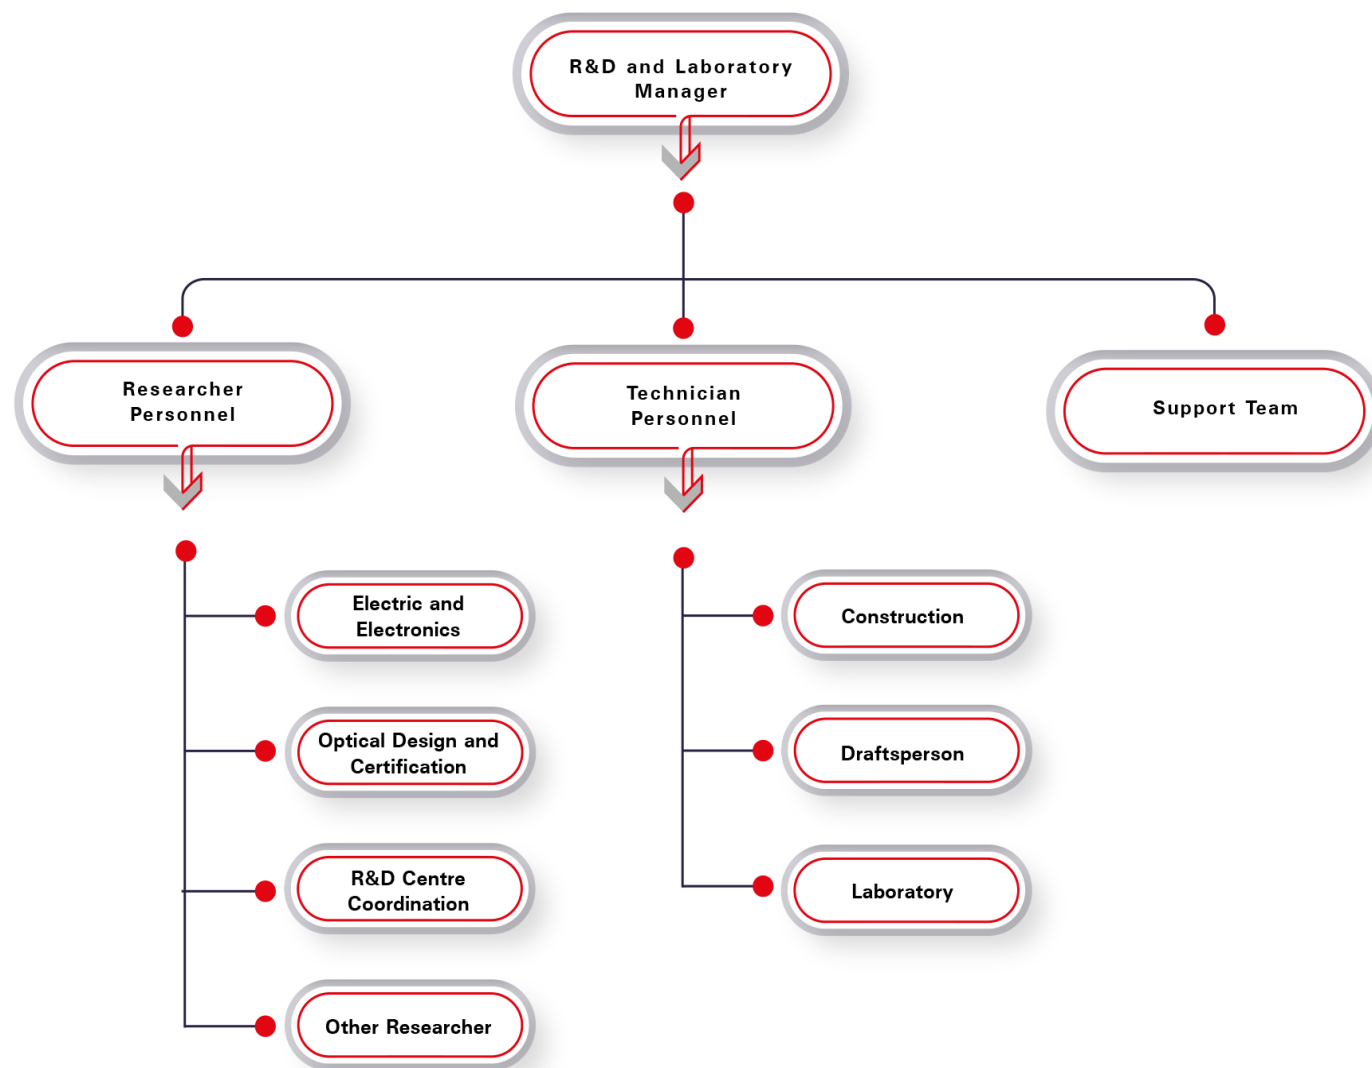 R&D and Laboratory
Manager
Researcher
Personnel
Technician
Personnel
Support Team
Electric and
Electronics
Optical Design and
Certification
R&D Centre
Coordination
Other Researcher
Construction
Draftsperson
Laboratory